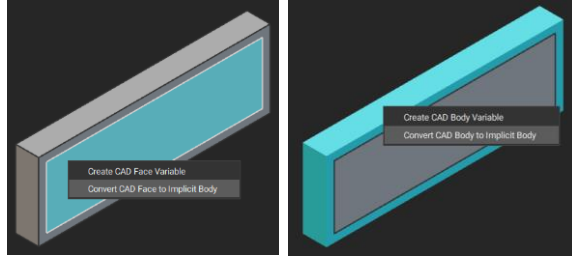 Create CAD Face Variable
Convert CAD Face to Implicit Body
Create CAD Body Variable
Convert CAD Body to Implicit Body